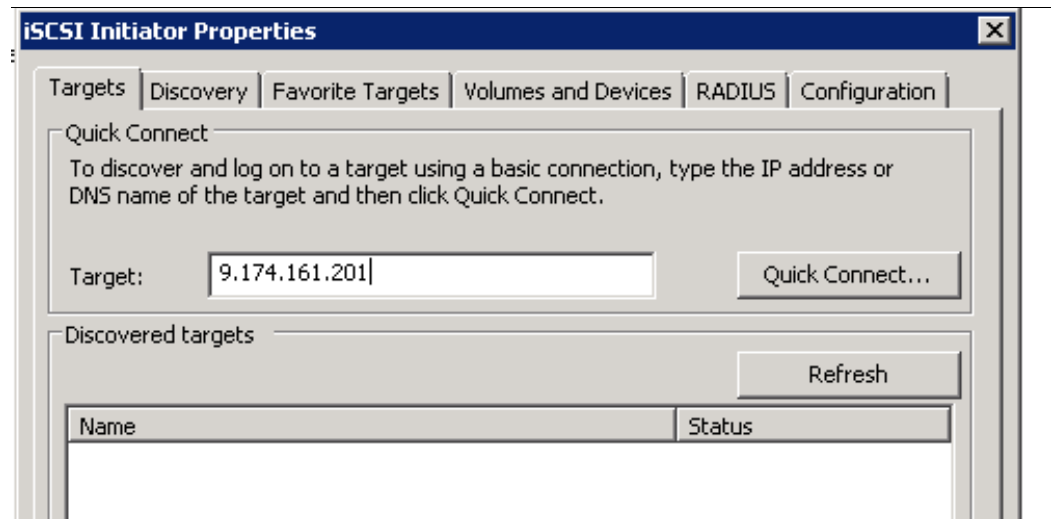 iSCSI Initiator Properties
Targets Discovery Favorite Targets Volumes and Devices RADIUS Configuration
Quick Connect
To discover and log on to a target using a basic connection, type the IP address or
DNS name of the target and then click Quick Connect.
Target: 9.174.161.201 Quick Connect...
Discovered targets
Refresh
Name Status